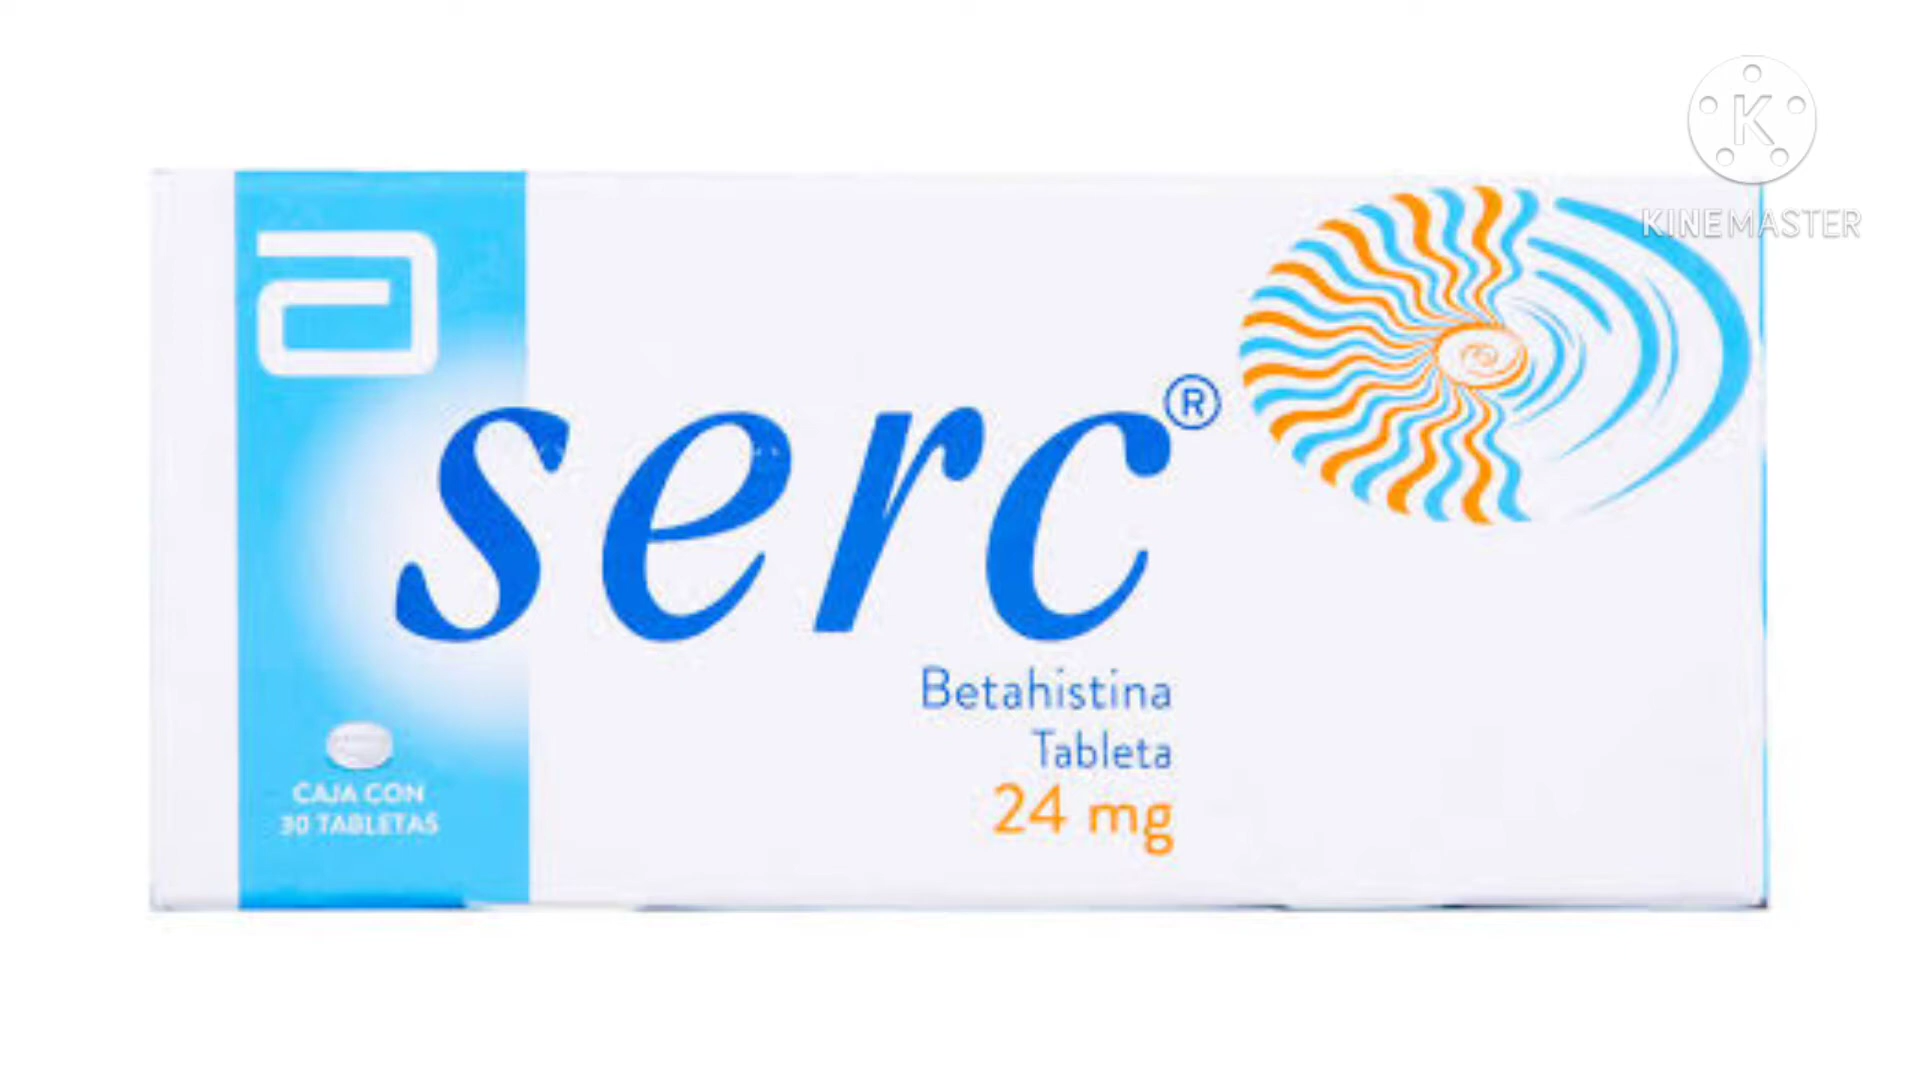 KINEMASTER
serc®
Betahistina
Tableta
24 mg
CAJA CON
30 TABLETAS